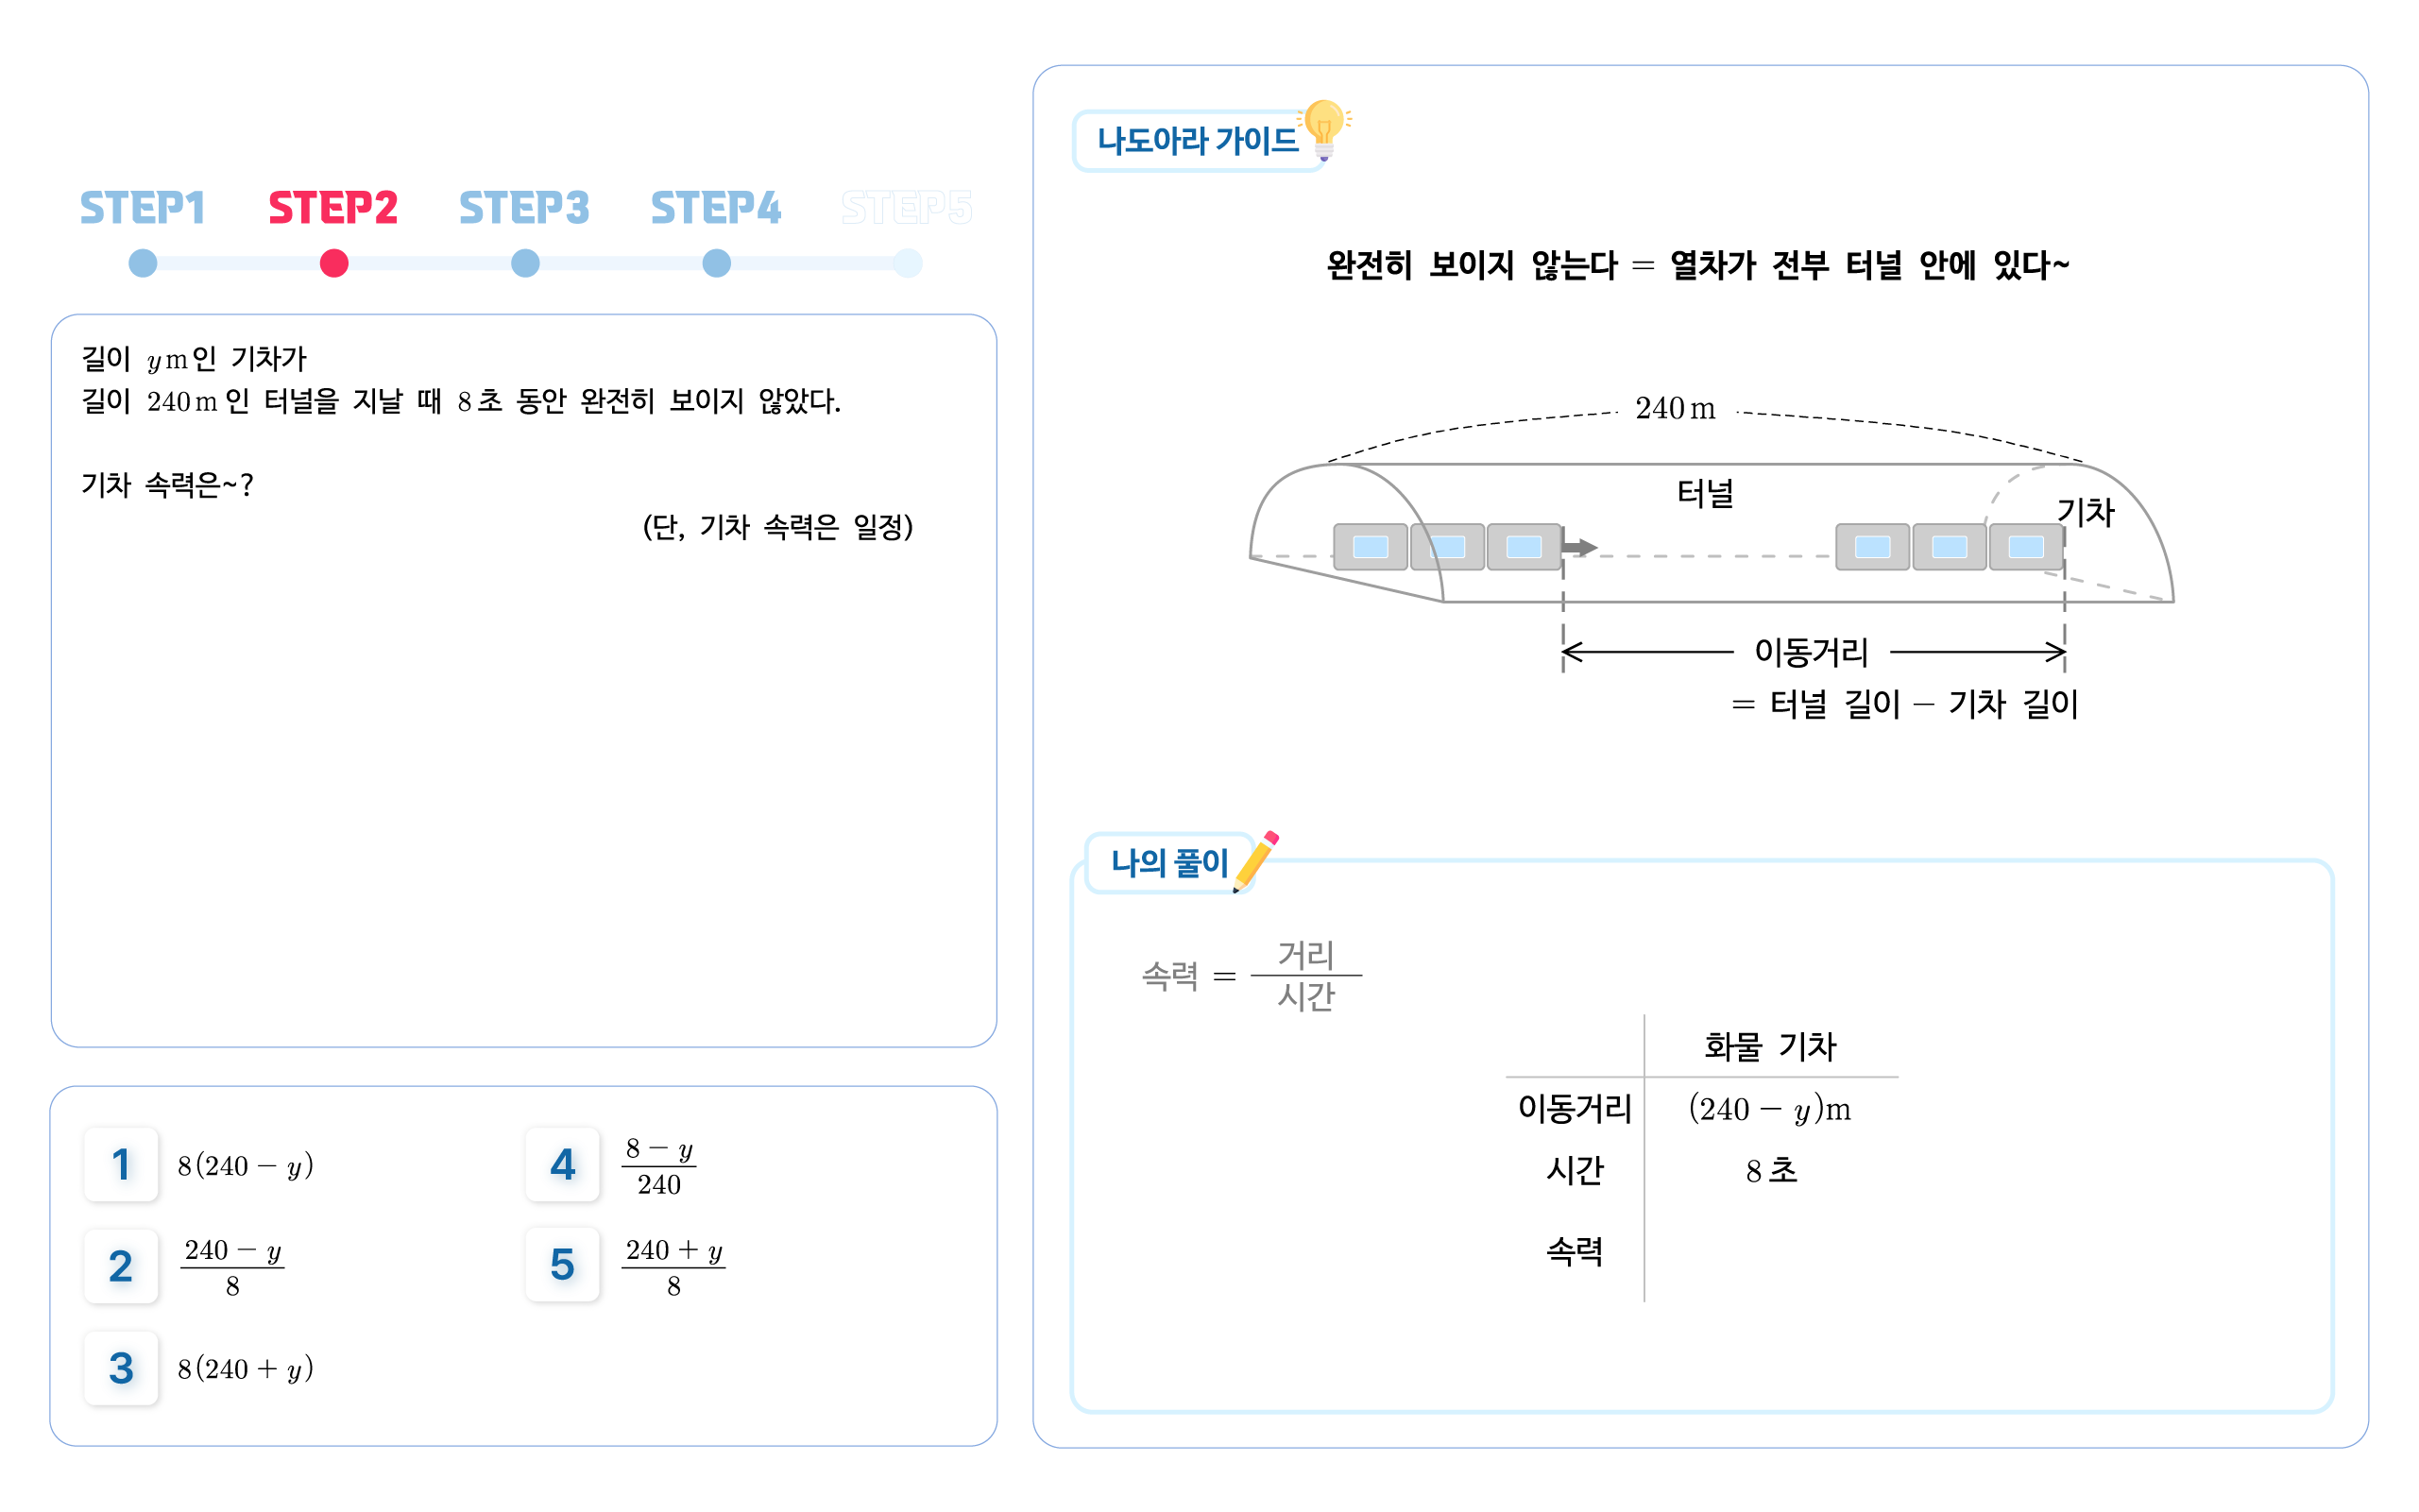 STEP1 STEP2 STEP3 STEP4 STEP5
길이 y m인 기차가
길이 240 m 인 터널을 지날 때 8 초 동안 완전히 보이지 않았다.
기차 속력은~?
(단, 기차 속력은 일정)
1 8(240 − y)
2 (240 − y)/8
3 8(240 + y)
4 (8 − y)/240
5 (240 + y)/8
나도아라 가이드
완전히 보이지 않는다 = 열차가 전부 터널 안에 있다~
240 m
터널
기차
이동거리
= 터널 길이 − 기차 길이
나의 풀이
속력 = 거리/시간
화물 기차
이동거리 (240 − y)m
시간 8 초
속력